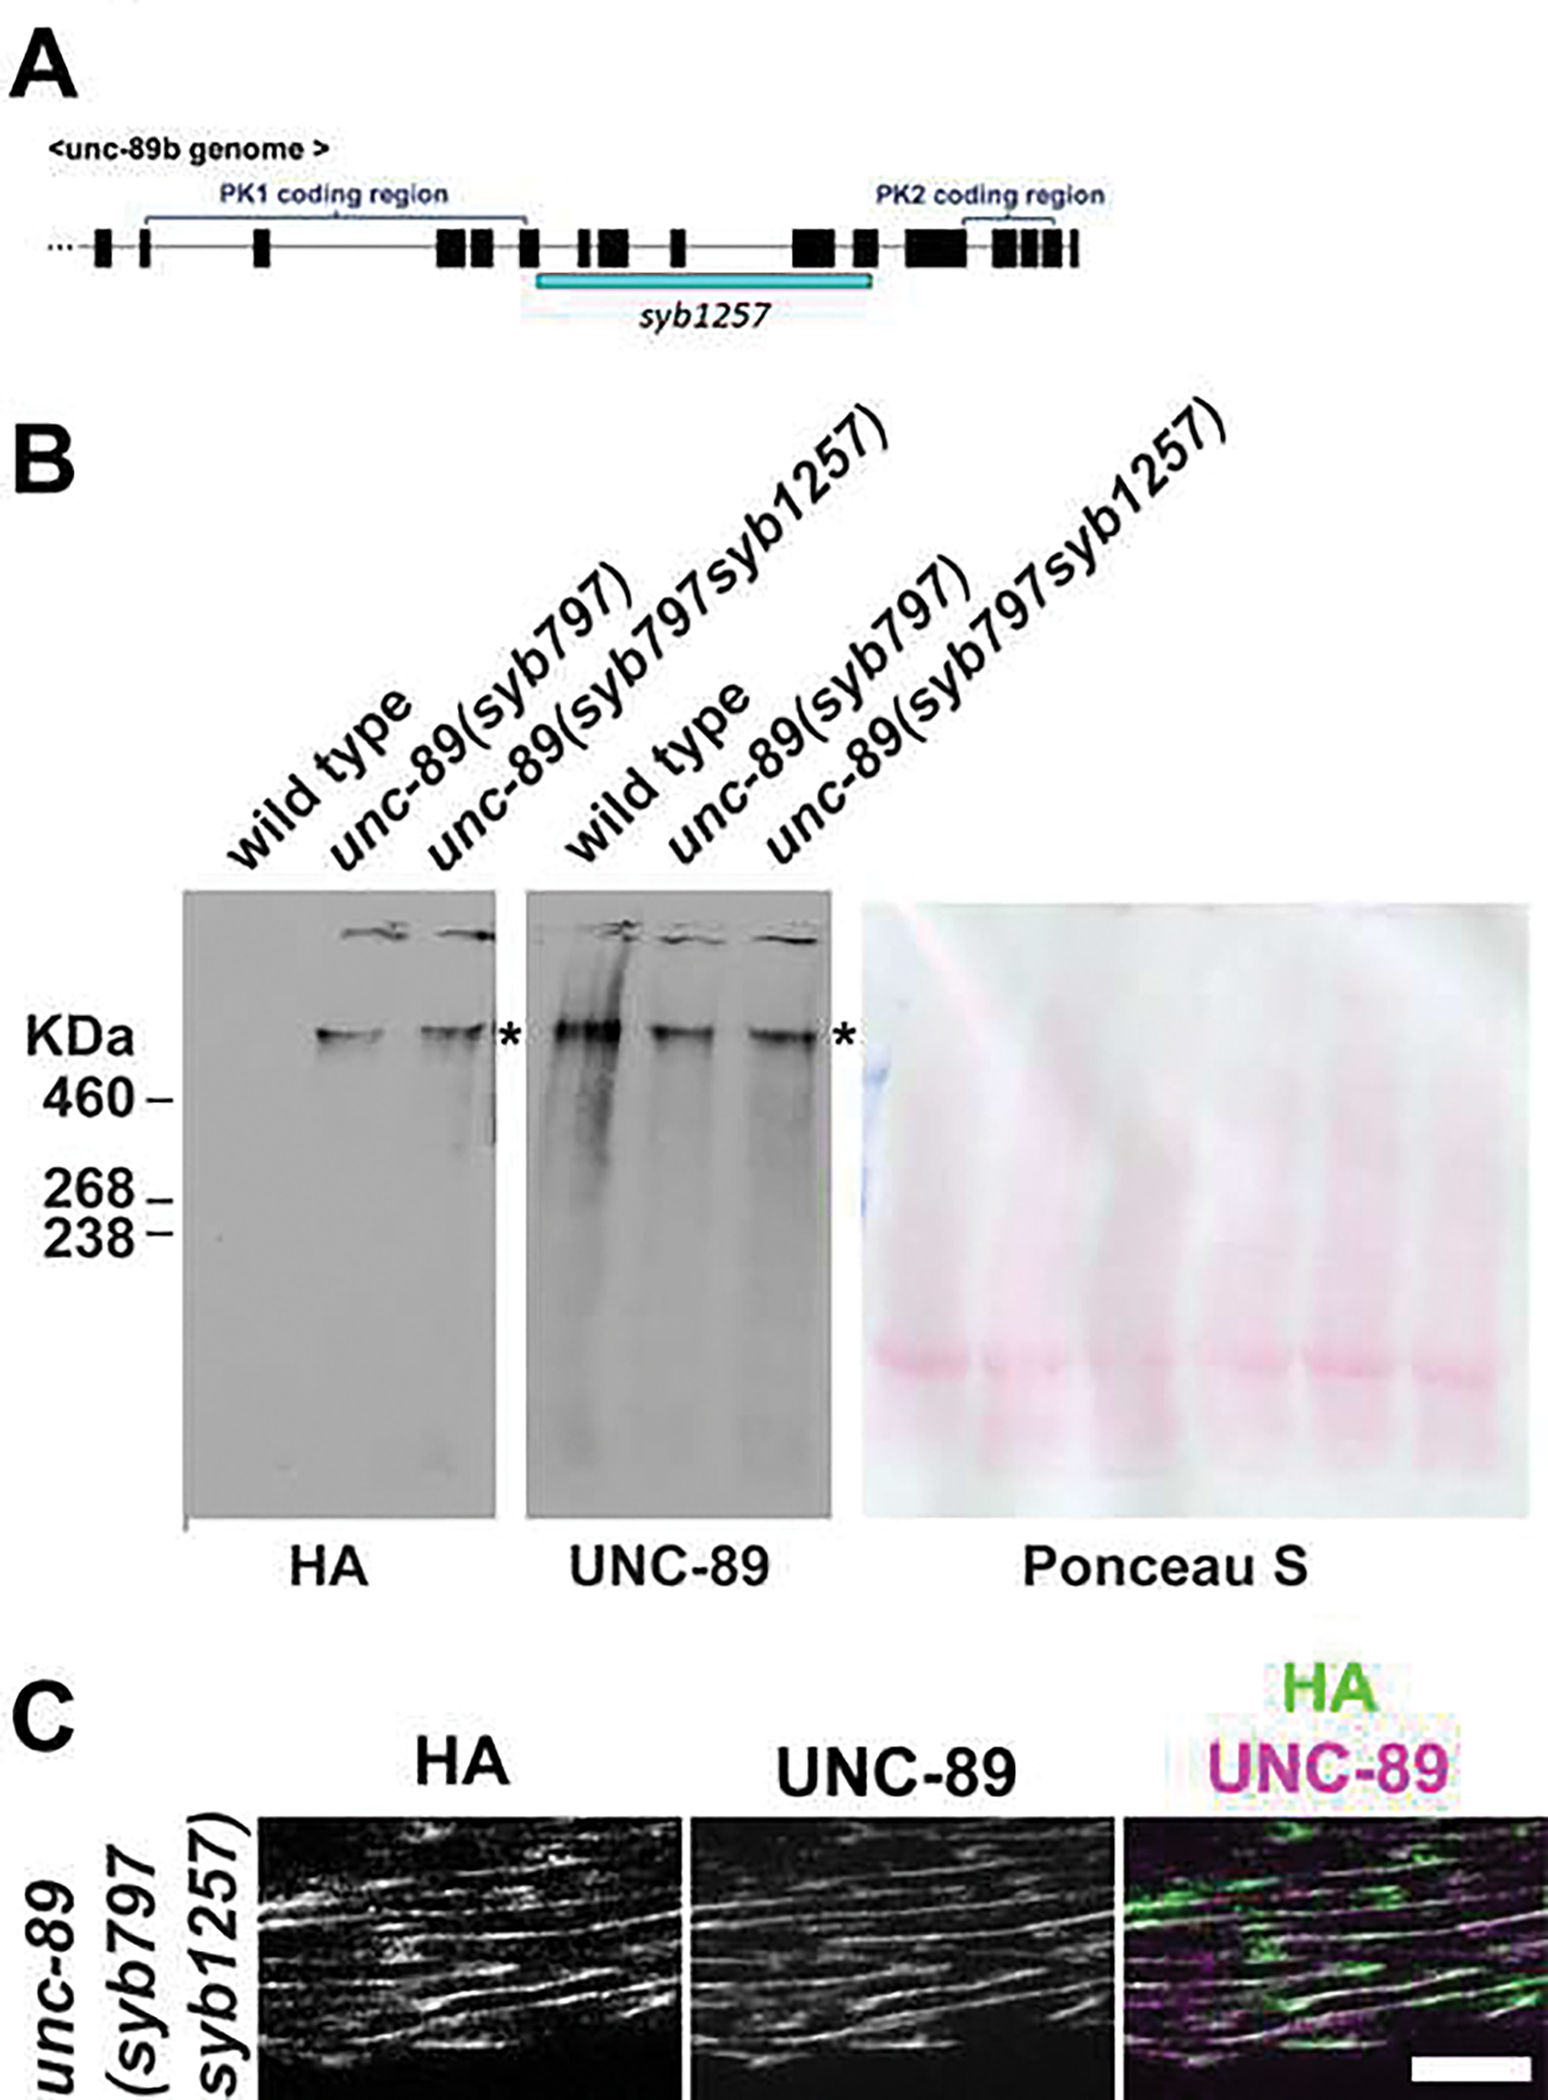 A
<unc-89b genome >
PK1 coding region
PK2 coding region
...
syb1257
B
wild type
unc-89(syb797)
unc-89(syb797syb1257)
wild type
unc-89(syb797)
unc-89(syb797syb1257)
KDa
460
268
238
*
*
HA
UNC-89
Ponceau S
C
HA
UNC-89
HA
UNC-89
unc-89
(syb797
syb1257)